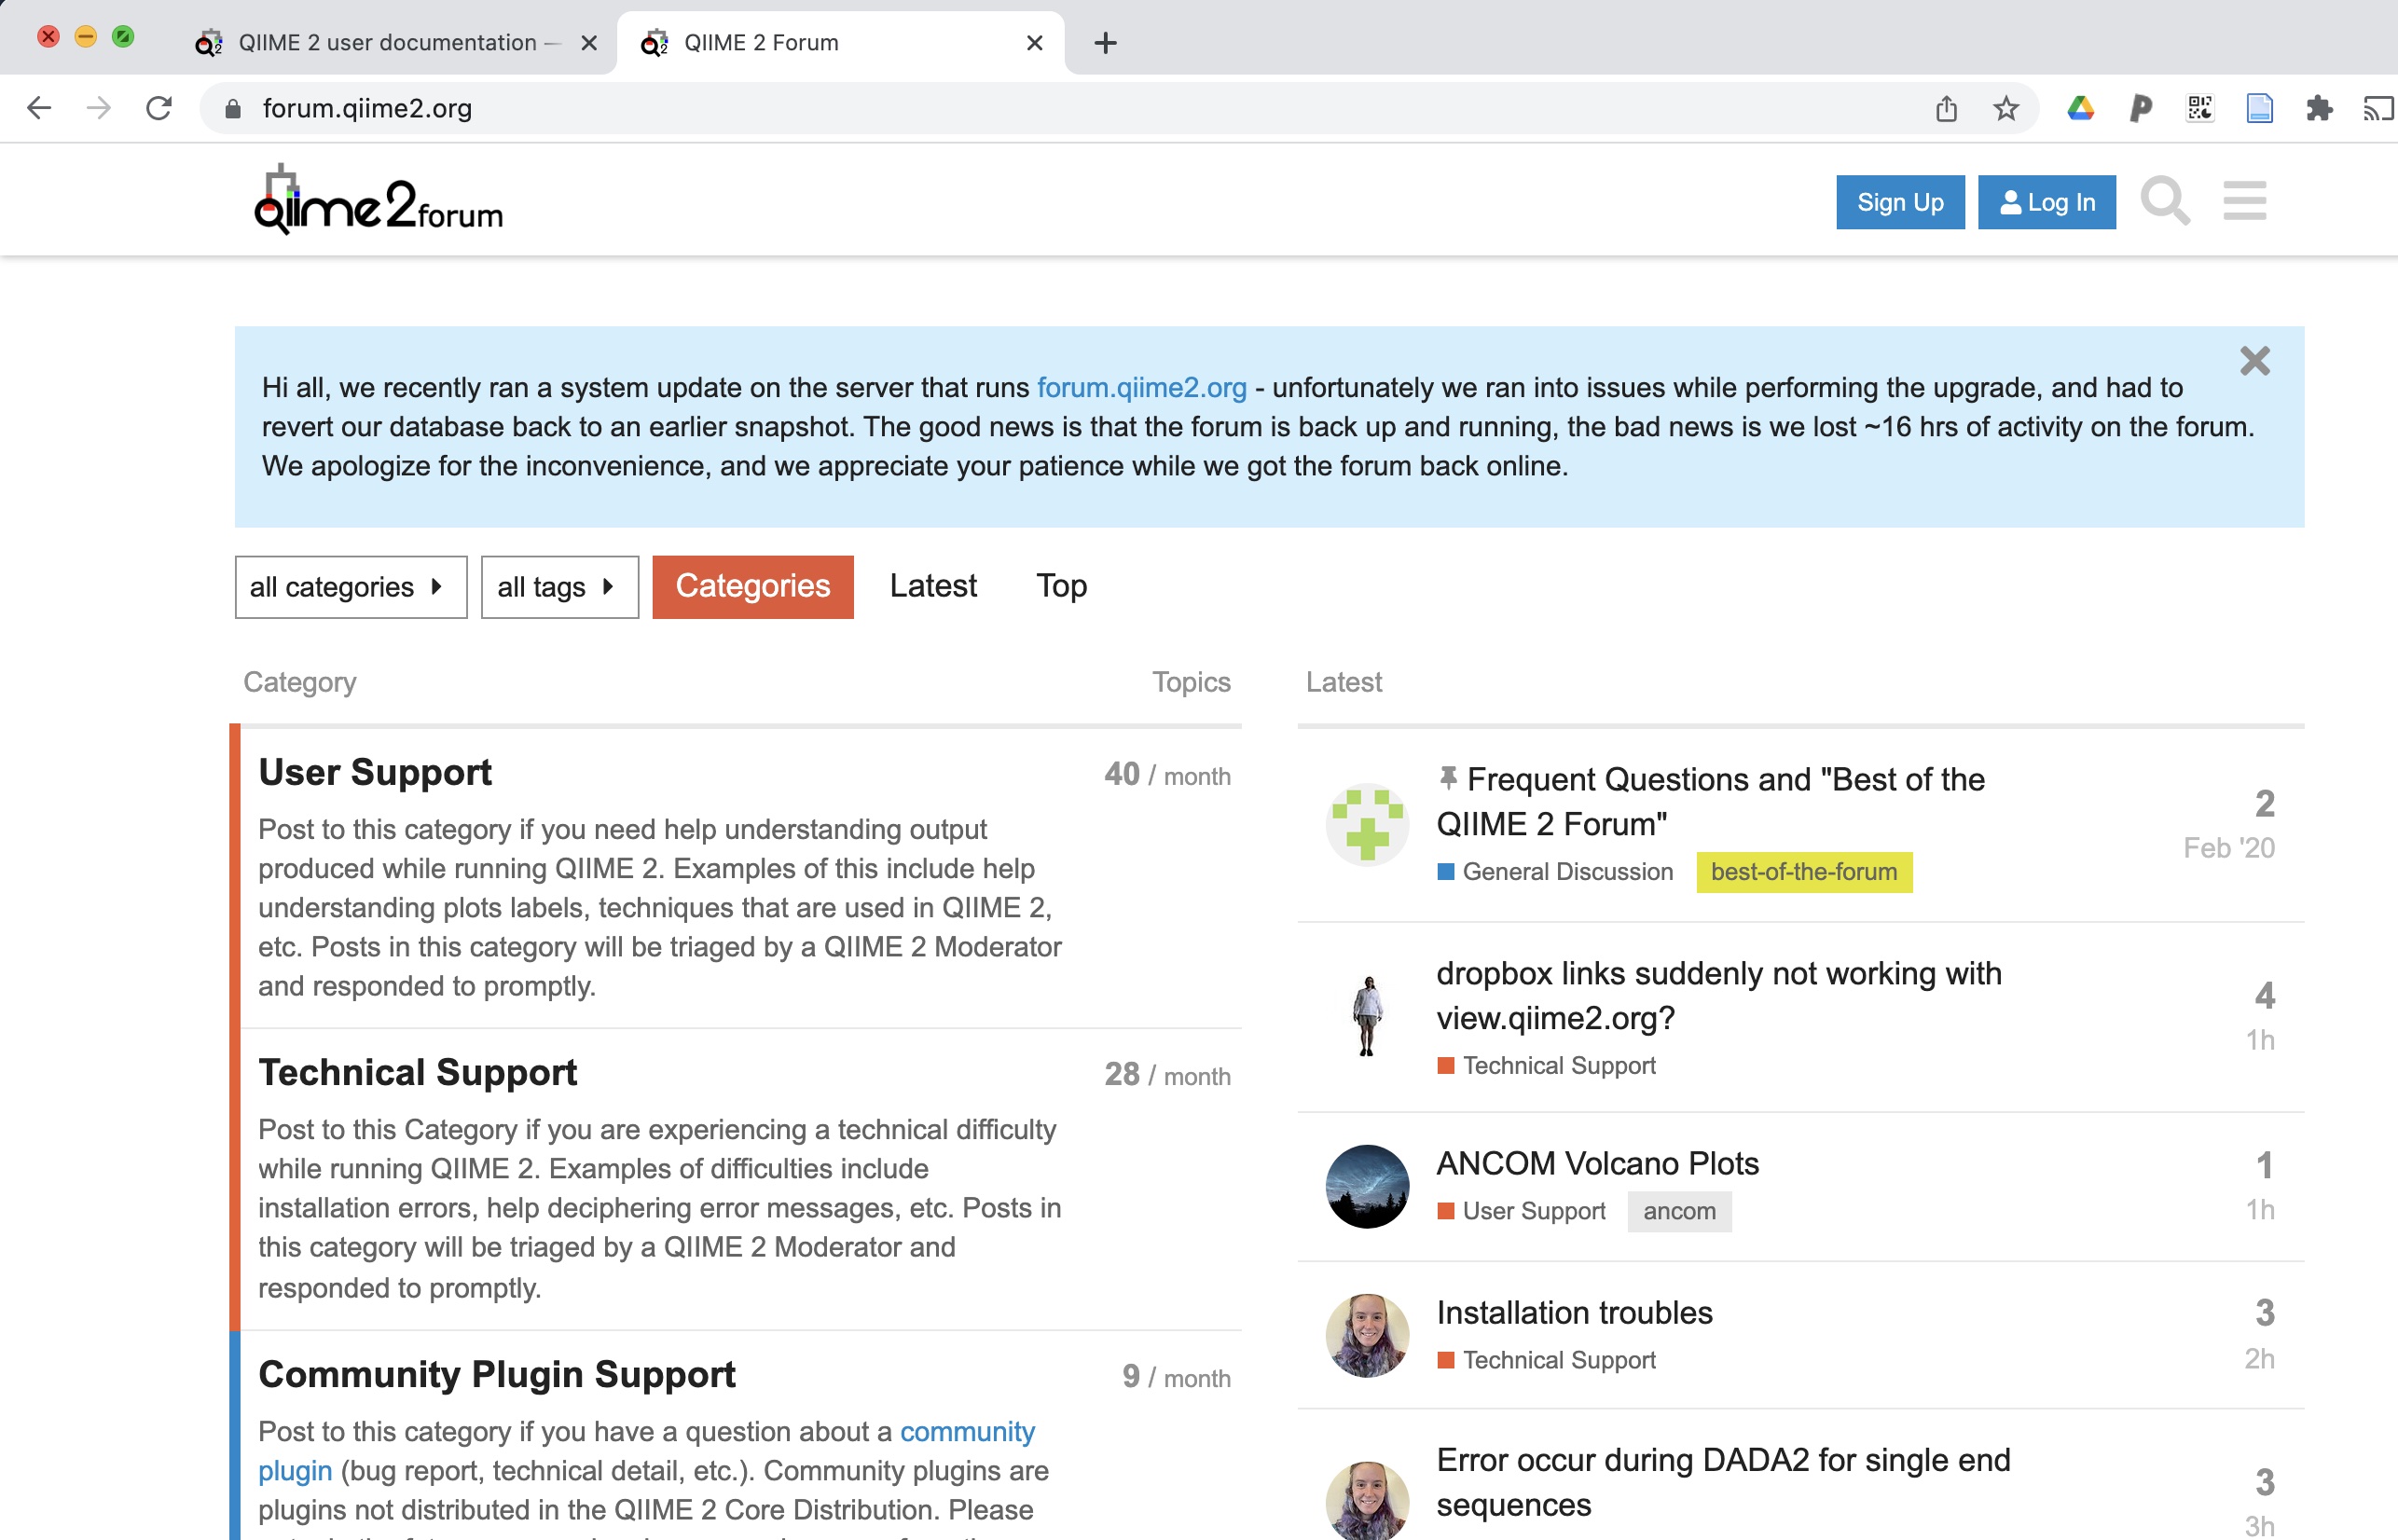 QIIME 2 user documentation —
QIIME 2 Forum
forum.qiime2.org
qiime2forum
Sign Up
Log In
Hi all, we recently ran a system update on the server that runs forum.qiime2.org - unfortunately we ran into issues while performing the upgrade, and had to
revert our database back to an earlier snapshot. The good news is that the forum is back up and running, the bad news is we lost ~16 hrs of activity on the forum.
We apologize for the inconvenience, and we appreciate your patience while we got the forum back online.
all categories
all tags
Categories
Latest
Top
Category
Topics
User Support
40 / month
Post to this category if you need help understanding output
produced while running QIIME 2. Examples of this include help
understanding plots labels, techniques that are used in QIIME 2,
etc. Posts in this category will be triaged by a QIIME 2 Moderator
and responded to promptly.
Technical Support
28 / month
Post to this Category if you are experiencing a technical difficulty
while running QIIME 2. Examples of difficulties include
installation errors, help deciphering error messages, etc. Posts in
this category will be triaged by a QIIME 2 Moderator and
responded to promptly.
Community Plugin Support
9 / month
Post to this category if you have a question about a community
plugin (bug report, technical detail, etc.). Community plugins are
plugins not distributed in the QIIME 2 Core Distribution. Please
Latest
Frequent Questions and "Best of the
QIIME 2 Forum"
General Discussion best-of-the-forum
2
Feb '20
dropbox links suddenly not working with
view.qiime2.org?
Technical Support
4
1h
ANCOM Volcano Plots
User Support ancom
1
1h
Installation troubles
Technical Support
3
2h
Error occur during DADA2 for single end
sequences
3
3h